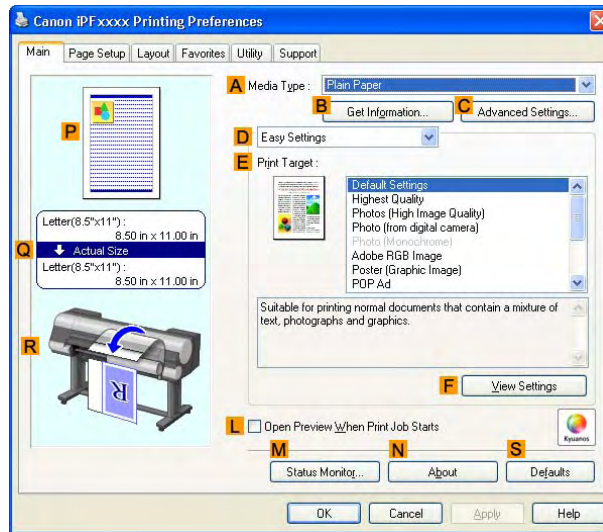 Canon iPFxxxx Printing Preferences
Main Page Setup Layout Favorites Utility Support
A Media Type : Plain Paper
B C
Get Information... Advanced Settings...
D Easy Settings
E Print Target :
P
Default Settings
Highest Quality
Photos (High Image Quality)
Photo (from digital camera)
Photo (Monochrome)
Adobe RGB Image
Poster (Graphic Image)
POP Ad
Letter(8.5"x11") :
8.50 in x 11.00 in
Q Actual Size
Letter(8.5"x11") :
8.50 in x 11.00 in
Suitable for printing normal documents that contain a mixture of
text, photographs and graphics.
R
R
F View Settings
L Open Preview When Print Job Starts
Kyuanos
M N S
Status Monitor... About Defaults
OK Cancel Apply Help